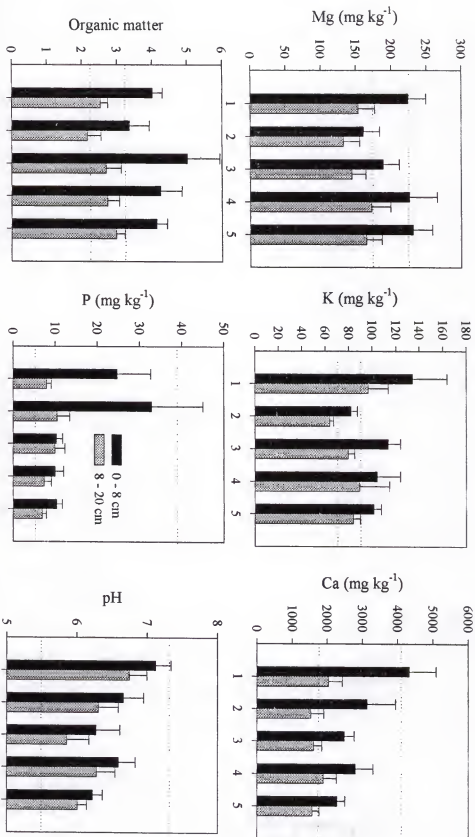 Mg (mg kg⁻¹)
0 50 100 150 200 250 300
1 2 3 4 5
K (mg kg⁻¹)
0 20 40 60 80 100 120 140 160 180
1 2 3 4 5
Ca (mg kg⁻¹)
0 1000 2000 3000 4000 5000 6000
1 2 3 4 5
Organic matter
0 1 2 3 4 5 6
1 2 3 4 5
P (mg kg⁻¹)
0 10 20 30 40 50
1 2 3 4 5
0 - 8 cm
8 - 20 cm
pH
5 6 7 8
1 2 3 4 5